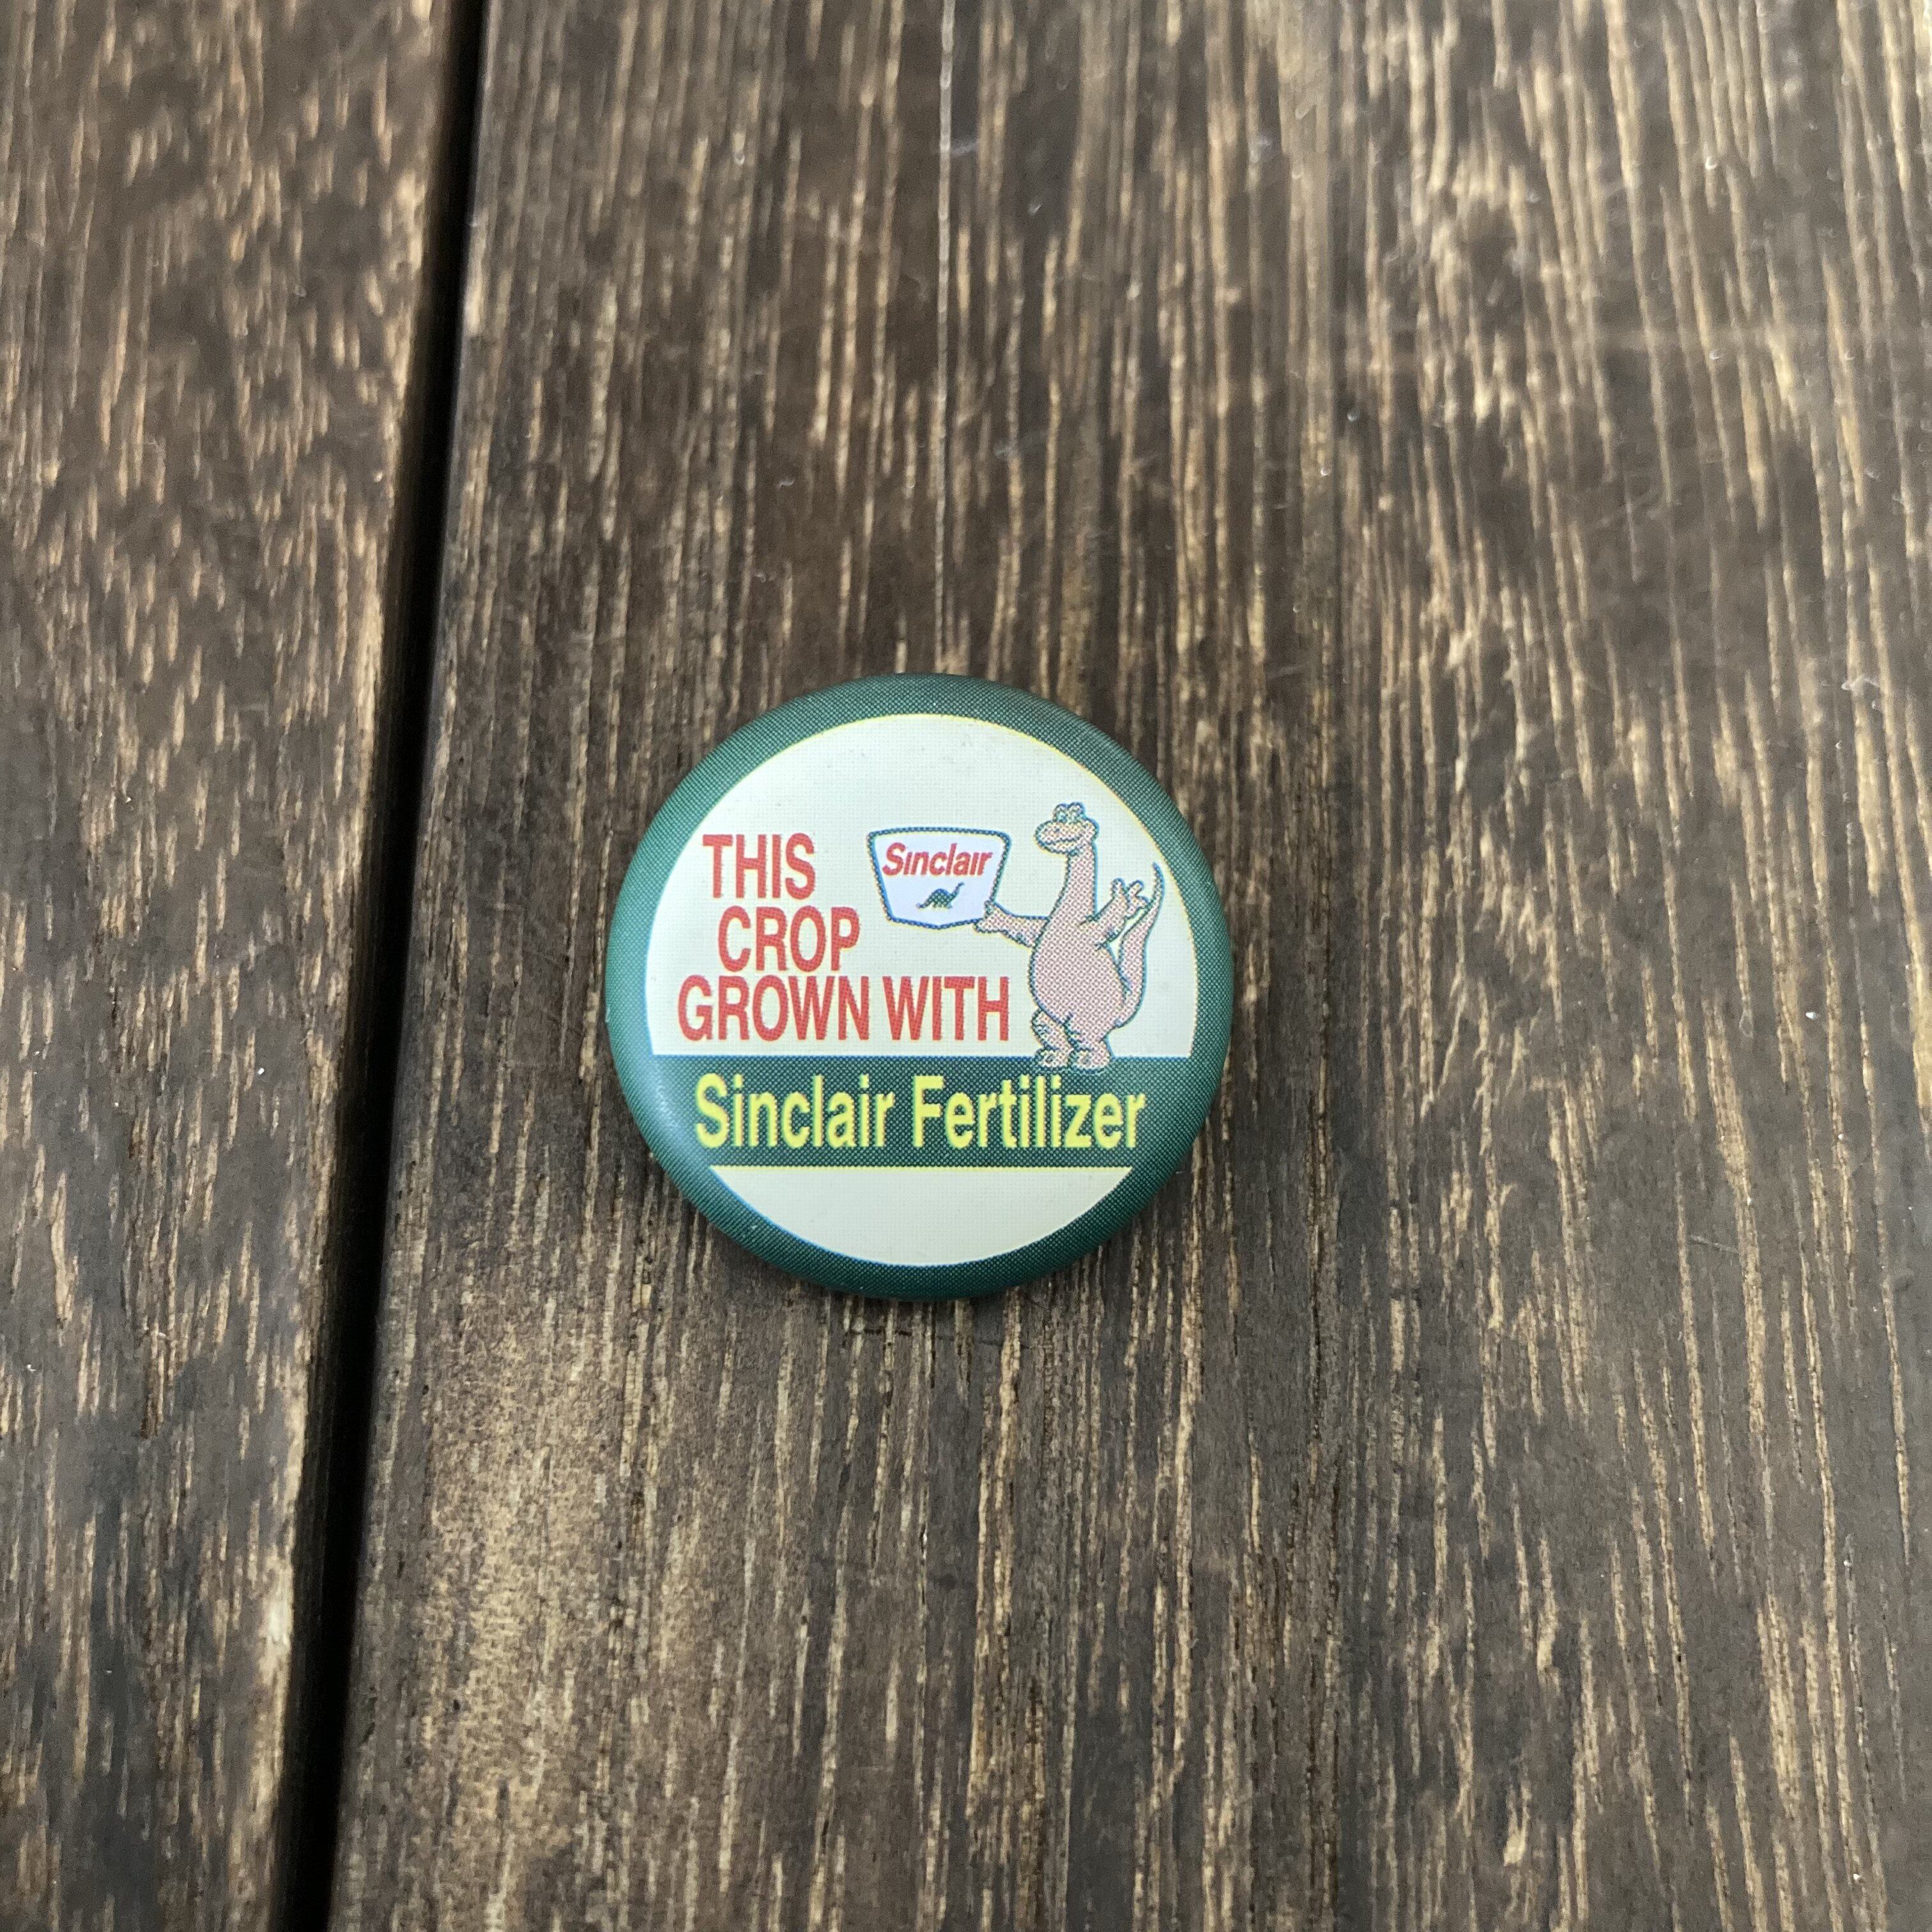 THIS
Sinclair
CROP
GROWN WITH
Sinclair Fertilizer